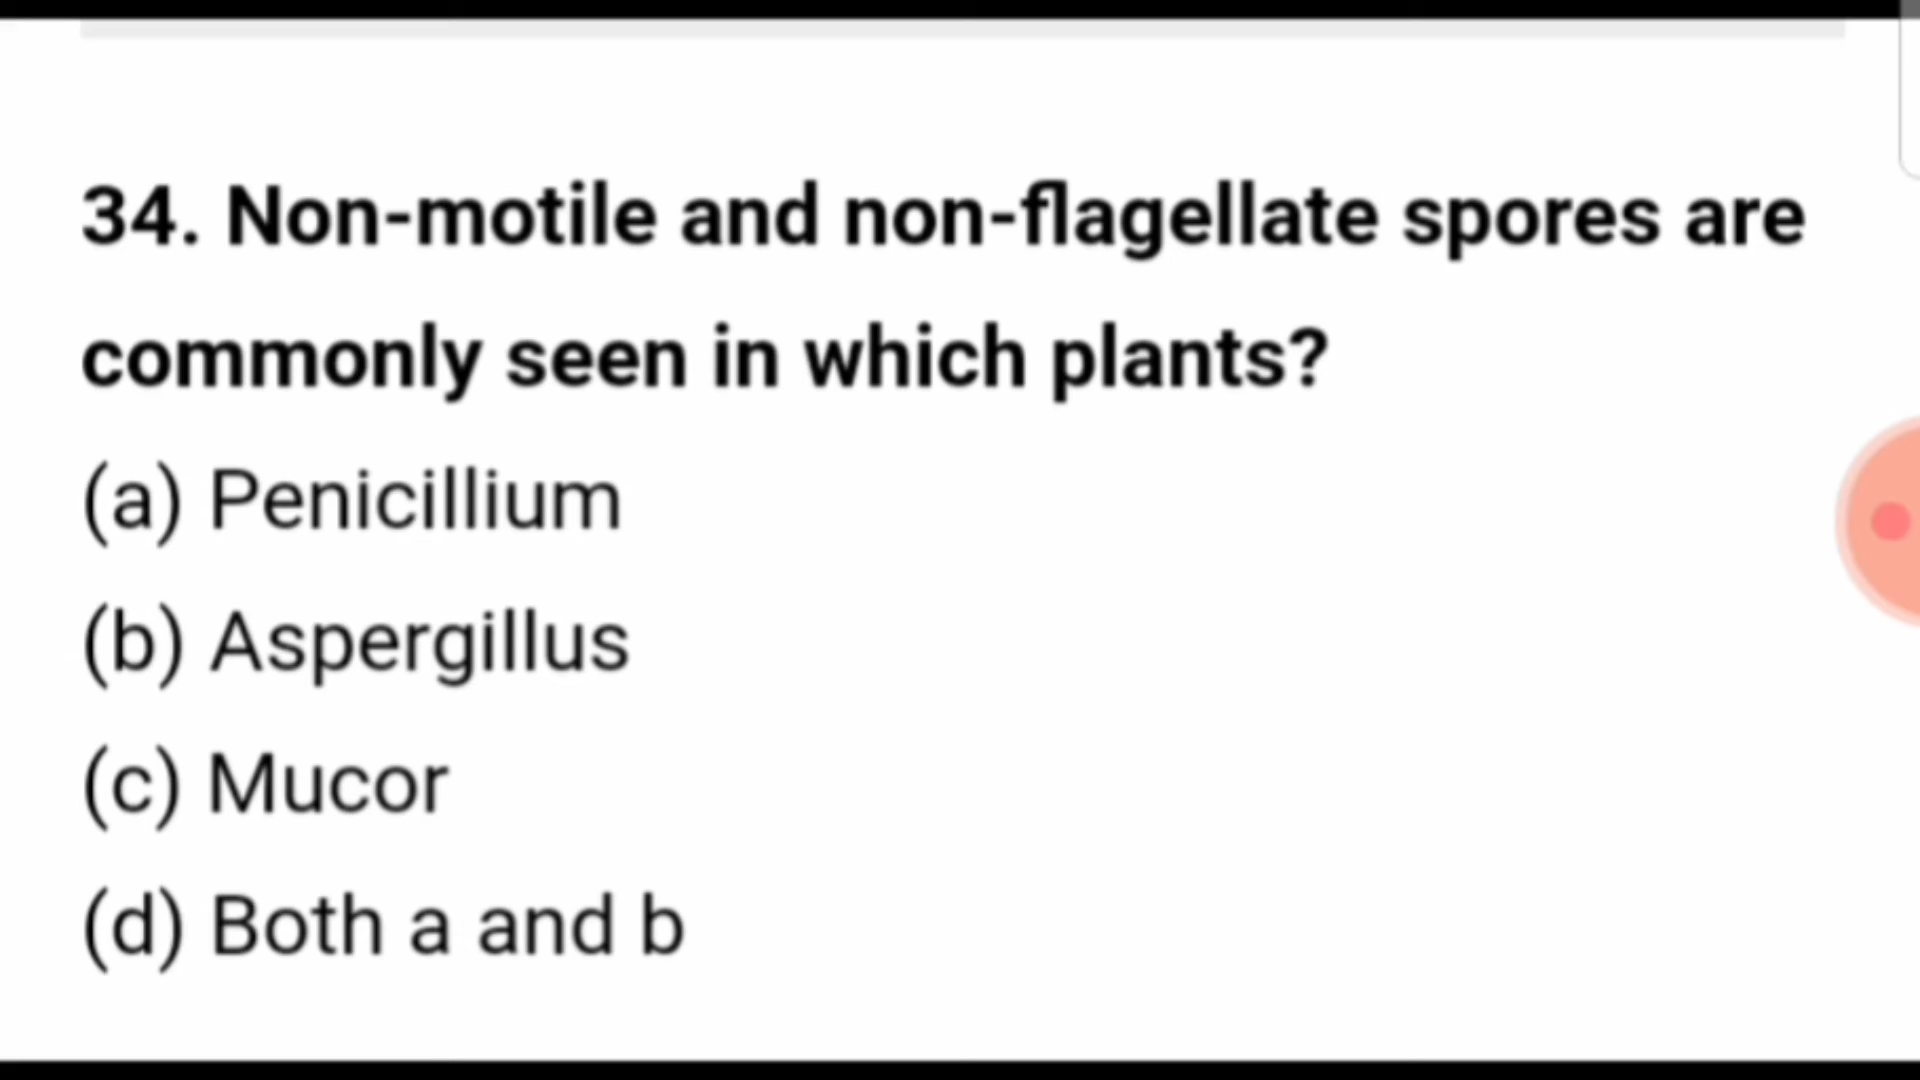 34. Non-motile and non-flagellate spores are
commonly seen in which plants?
(a) Penicillium
(b) Aspergillus
(c) Mucor
(d) Both a and b